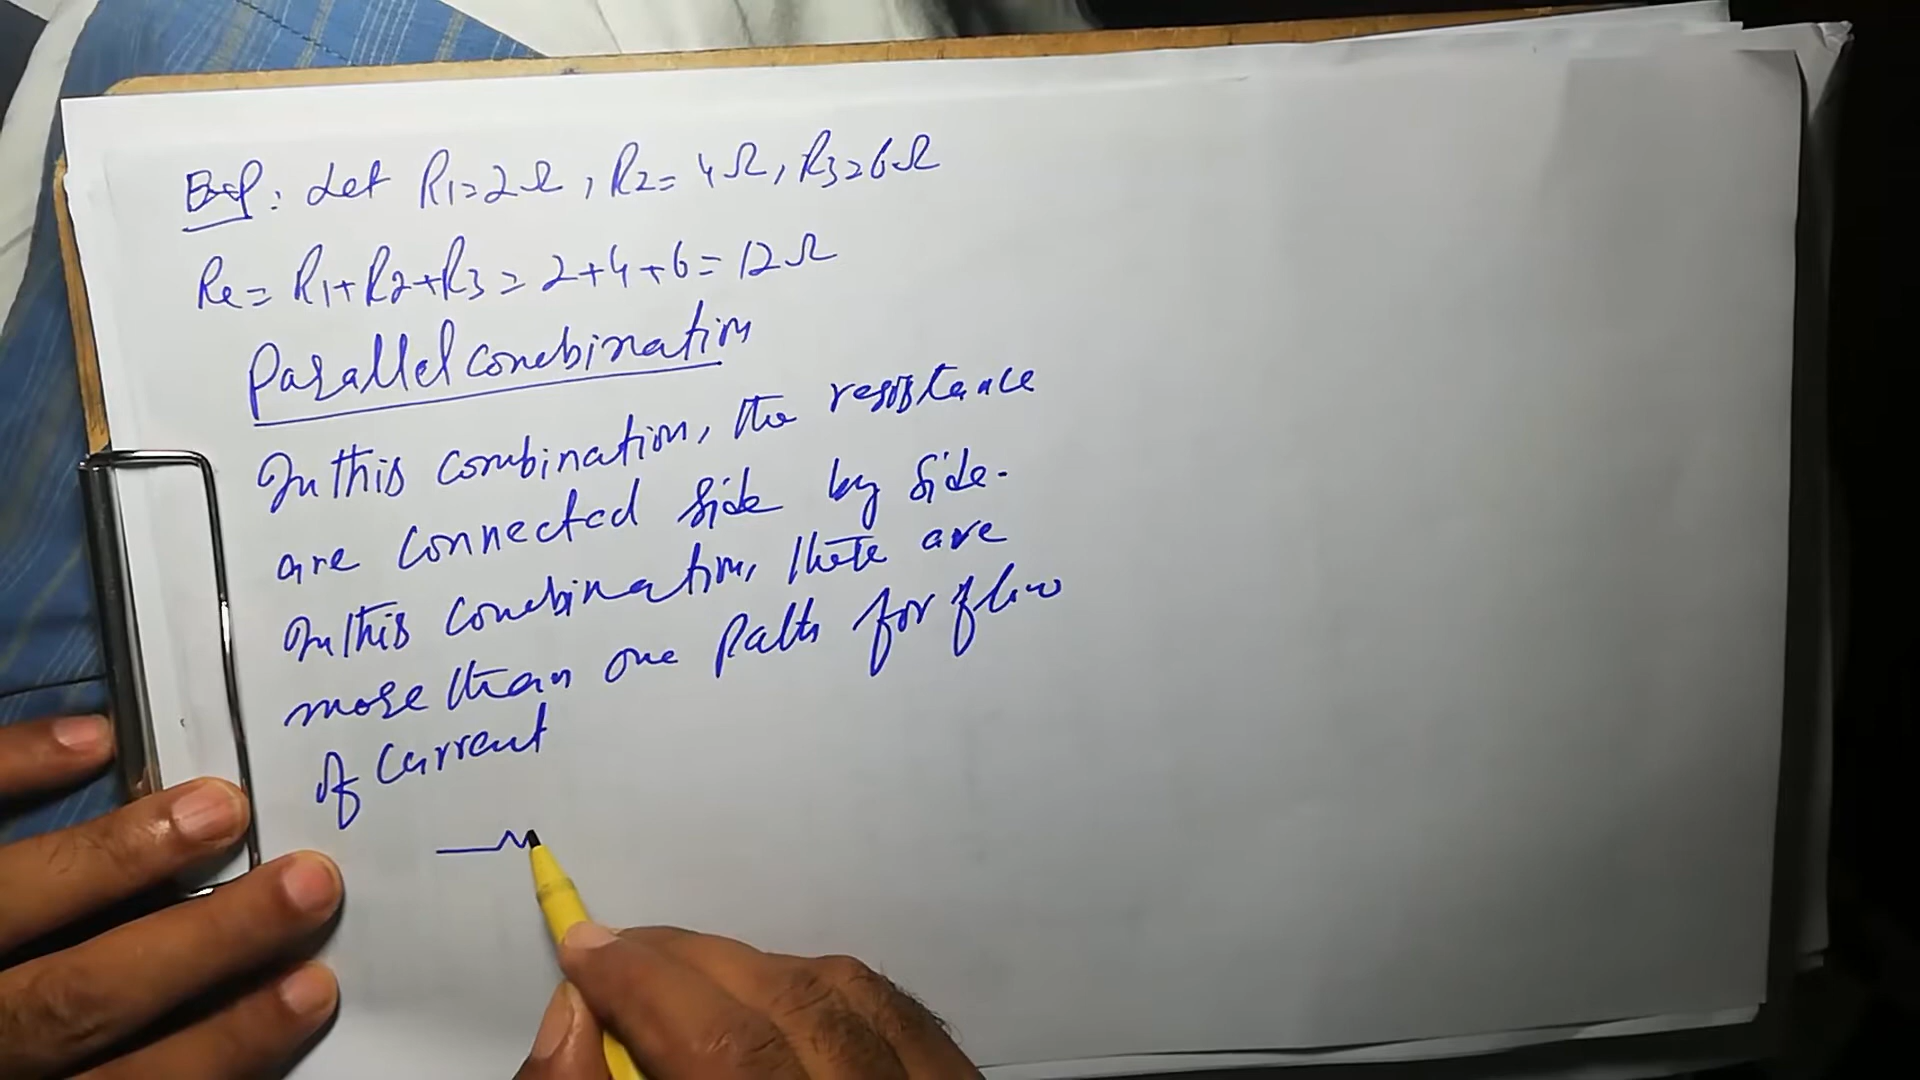 Exp: Let R1=2Ω, R2=4Ω, R3=6Ω
Re=R1+R2+R3=2+4+6=12Ω
Parallel combination
In this combination, the resistance
are connected side by side.
In this combination, there are
more than one path for flow
of current